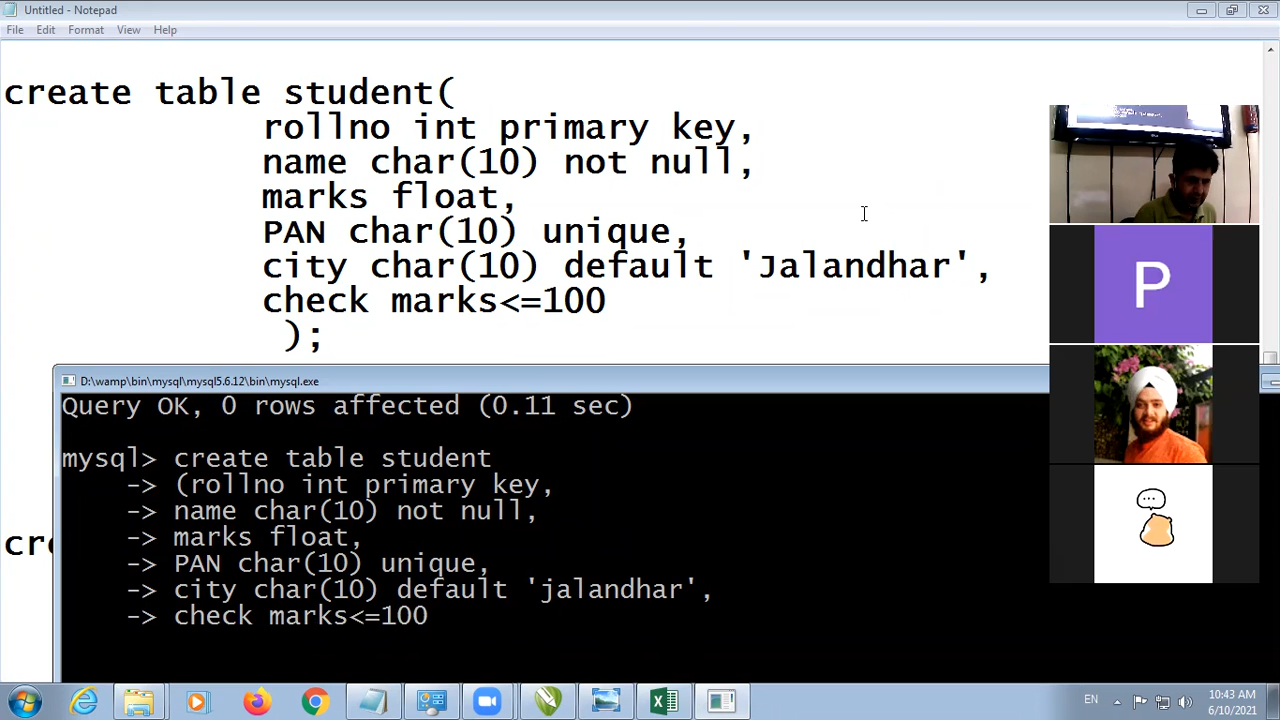 Untitled - Notepad
File Edit Format View Help
create table student(
rollno int primary key,
name char(10) not null,
marks float,
PAN char(10) unique,
city char(10) default 'Jalandhar',
check marks<=100
);
cre
D:\wamp\bin\mysql\mysql5.6.12\bin\mysql.exe
Query OK, 0 rows affected (0.11 sec)
mysql> create table student
-> (rollno int primary key,
-> name char(10) not null,
-> marks float,
-> PAN char(10) unique,
-> city char(10) default 'jalandhar',
-> check marks<=100
P
...
EN
10:43 AM
6/10/2021